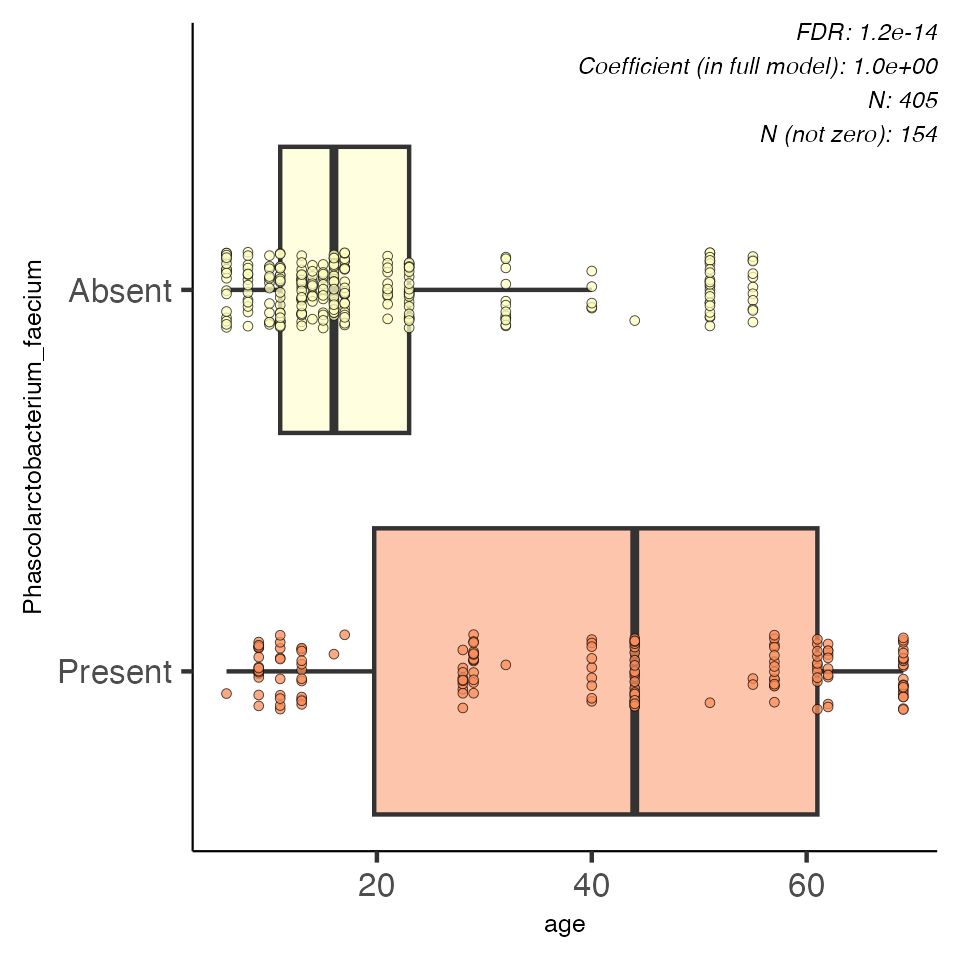 FDR: 1.2e-14
Coefficient (in full model): 1.0e+00
N: 405
N (not zero): 154
Phascolarctobacterium_faecium
Absent
Present
20 40 60
age